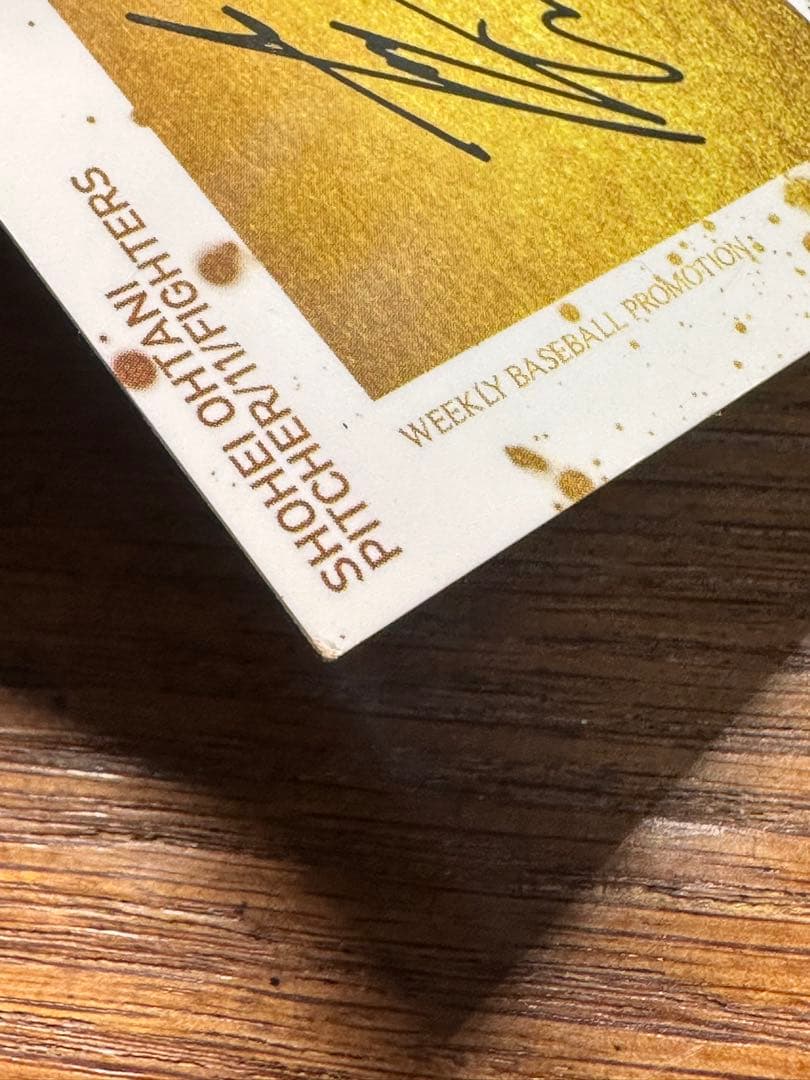 SHOHEI OHTANI
PITCHER/11/FIGHTERS
WEEKLY BASEBALL PROMOTION